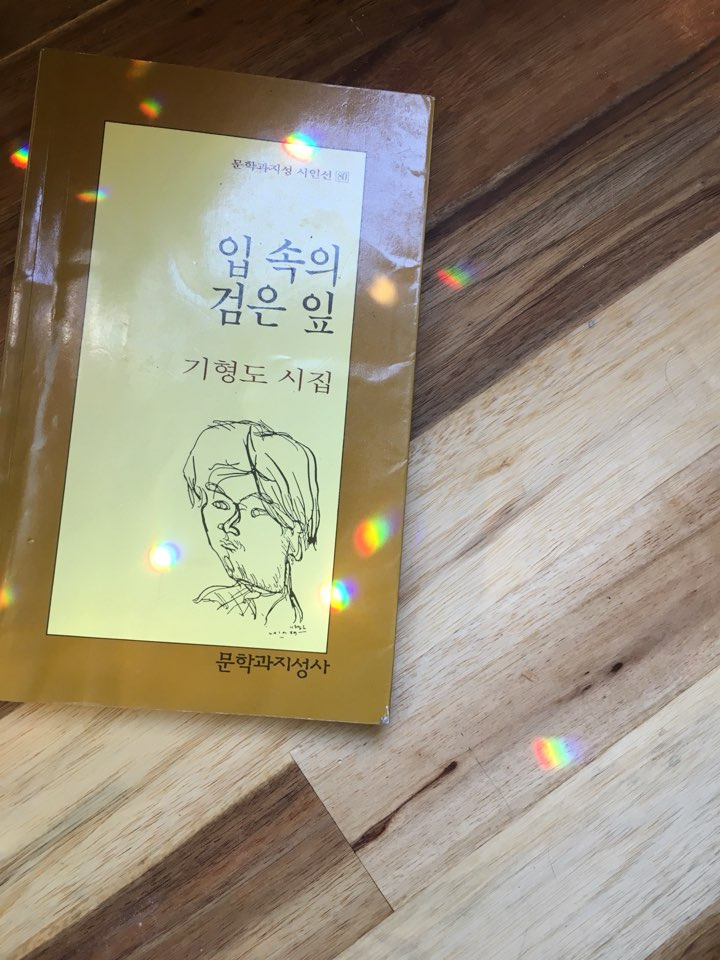 문학과지성 시인선 80
입 속의
검은 잎
기형도 시집
문학과지성사